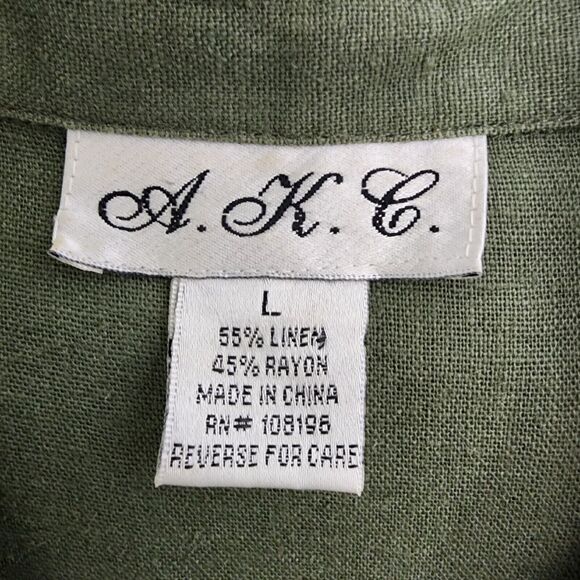 A.K.C.
L
55% LINEN
45% RAYON
MADE IN CHINA
RN# 108196
REVERSE FOR CARE